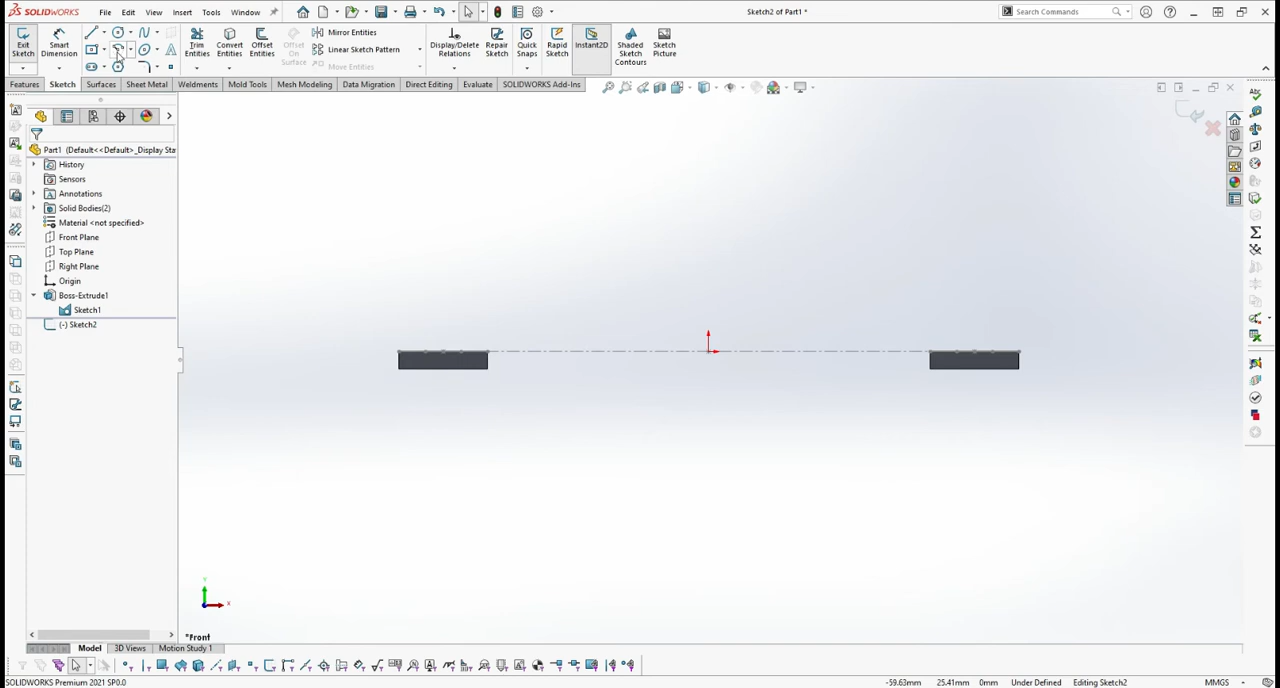 SOLIDWORKS File Edit View Insert Tools Window Sketch2 of Part1 * Search Commands
Exit Sketch
Smart Dimension
Trim Entities
Convert Entities
Offset Entities
Offset On Surface
Mirror Entities
Linear Sketch Pattern
Move Entities
Display/Delete Relations
Repair Sketch
Quick Snaps
Rapid Sketch
Instant2D
Shaded Sketch Contours
Sketch Picture
Features Sketch Surfaces Sheet Metal Weldments Mold Tools Mesh Modeling Data Migration Direct Editing Evaluate SOLIDWORKS Add-Ins
Part1 (Default<<Default>_Display Sta
History
Sensors
Annotations
Solid Bodies(2)
Material <not specified>
Front Plane
Top Plane
Right Plane
Origin
Boss-Extrude1
Sketch1
(-) Sketch2
Y
X
*Front
Model 3D Views Motion Study 1
SOLIDWORKS Premium 2021 SP0.0 -59.63mm 25.41mm 0mm Under Defined Editing Sketch2 MMGS